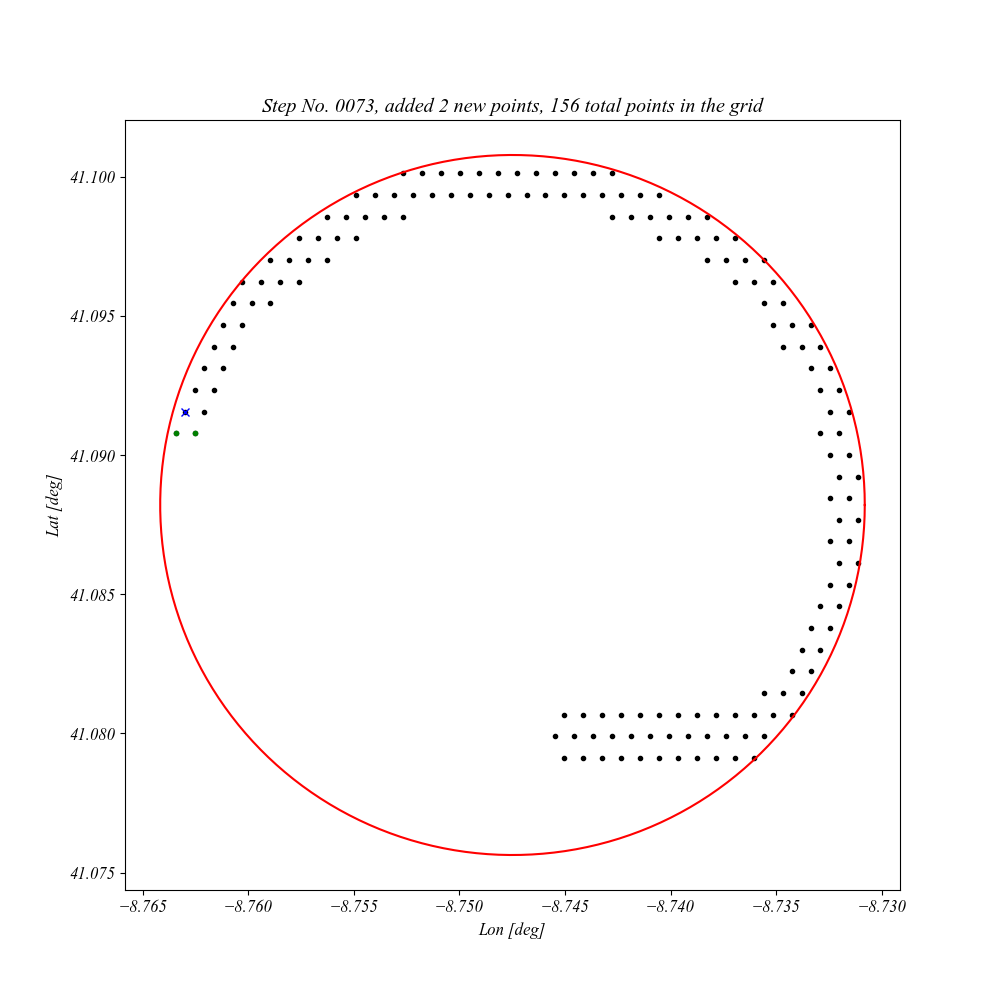 Step No. 0073, added 2 new points, 156 total points in the grid
41.100
41.095
41.090
41.085
41.080
41.075
Lat [deg]
−8.765 −8.760 −8.755 −8.750 −8.745 −8.740 −8.735 −8.730
Lon [deg]